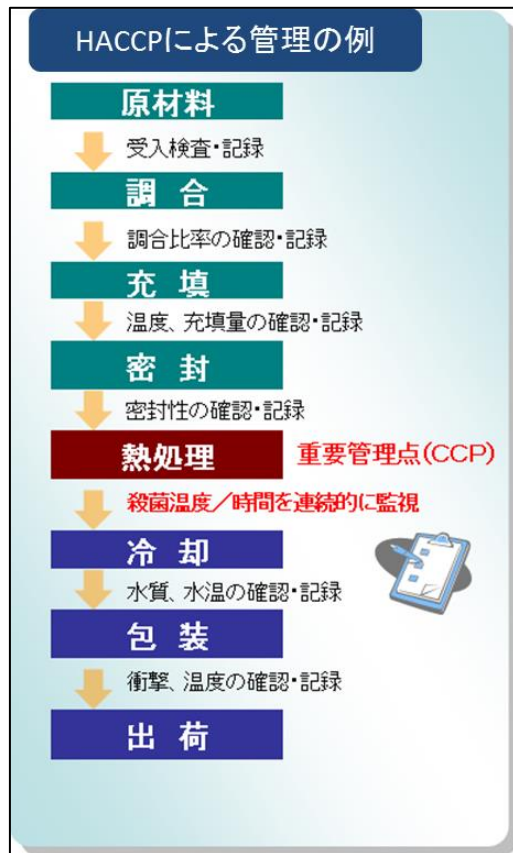 HACCPによる管理の例
原材料
受入検査・記録
調 合
調合比率の確認・記録
充 填
温度、充填量の確認・記録
密 封
密封性の確認・記録
熱処理 重要管理点(CCP)
殺菌温度／時間を連続的に監視
冷 却
水質、水温の確認・記録
包 装
衝撃、温度の確認・記録
出 荷